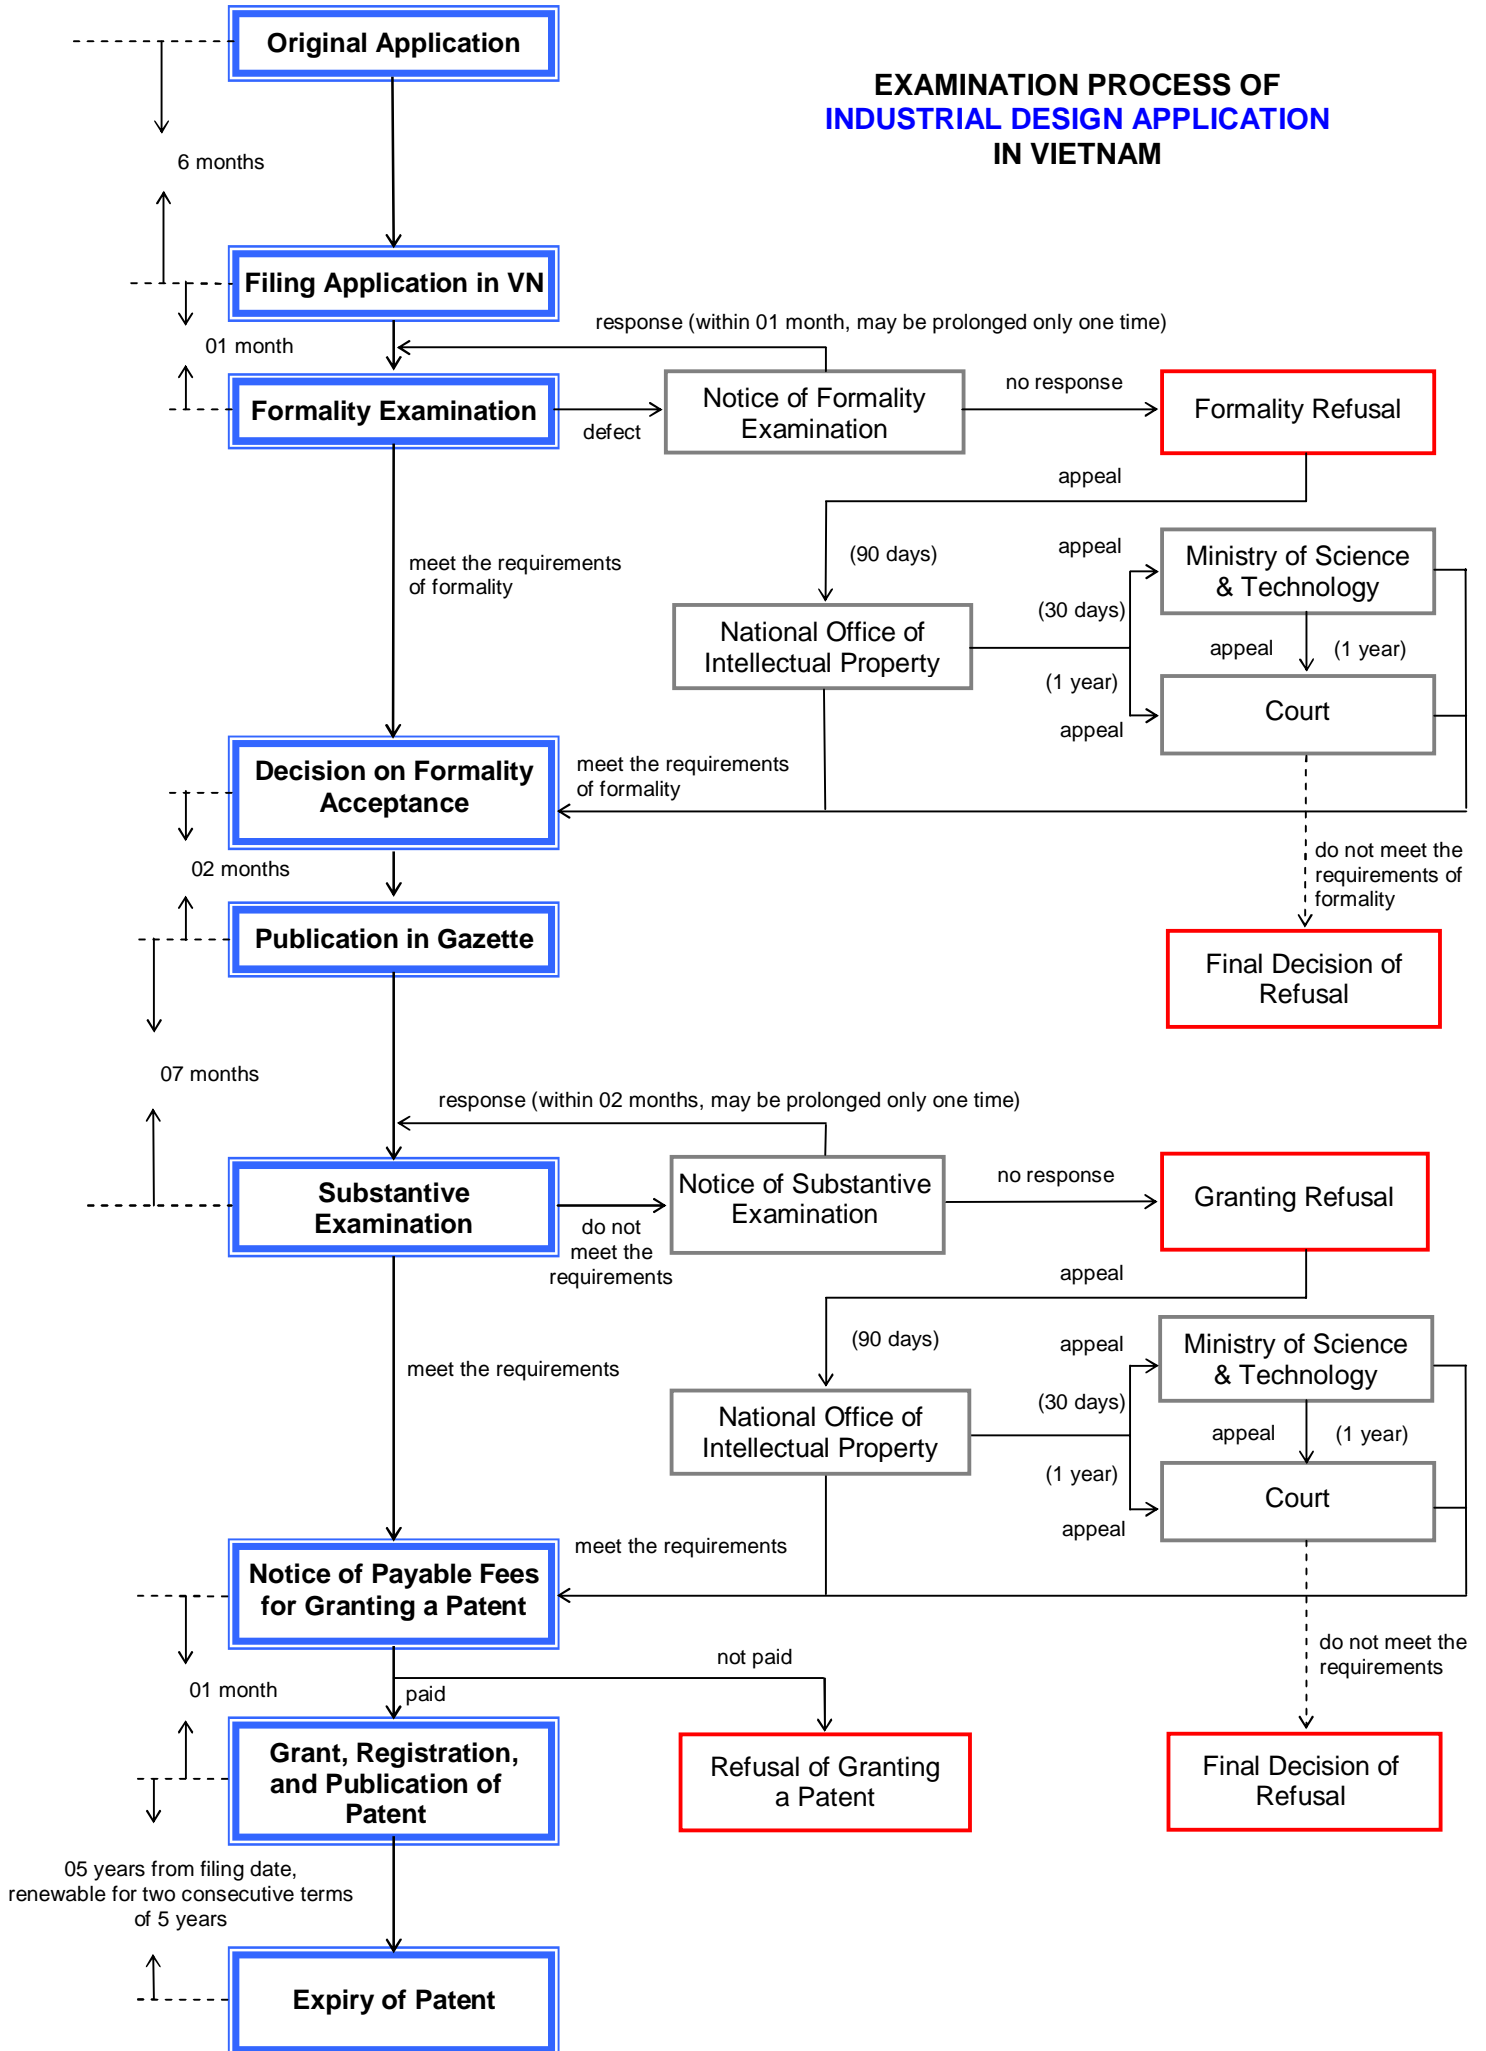 Original Application
EXAMINATION PROCESS OF
INDUSTRIAL DESIGN APPLICATION
IN VIETNAM
6 months
Filing Application in VN
response (within 01 month, may be prolonged only one time)
01 month
Formality Examination
defect
Notice of Formality
Examination
no response
Formality Refusal
appeal
meet the requirements
of formality
(90 days)
National Office of
Intellectual Property
appeal
(30 days)
(1 year)
appeal
Ministry of Science
& Technology
appeal
(1 year)
Court
Decision on Formality
Acceptance
meet the requirements
of formality
02 months
do not meet the
requirements of
formality
Publication in Gazette
Final Decision of
Refusal
07 months
response (within 02 months, may be prolonged only one time)
Substantive
Examination
do not
meet the
requirements
Notice of Substantive
Examination
no response
Granting Refusal
appeal
meet the requirements
(90 days)
National Office of
Intellectual Property
appeal
(30 days)
(1 year)
appeal
Ministry of Science
& Technology
appeal
(1 year)
Court
Notice of Payable Fees
for Granting a Patent
meet the requirements
do not meet the
requirements
01 month
paid
not paid
Grant, Registration,
and Publication of
Patent
Refusal of Granting
a Patent
Final Decision of
Refusal
05 years from filing date,
renewable for two consecutive terms
of 5 years
Expiry of Patent